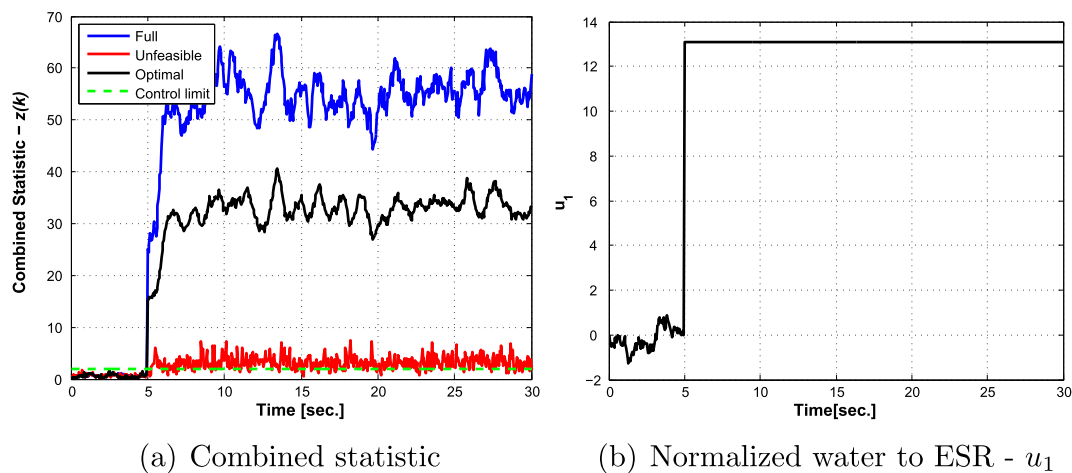 70
60
50
40
30
20
10
0
Combined Statistic – z(k)
Full
Unfeasible
Optimal
Control limit
0 5 10 15 20 25 30
Time [sec.]
14
12
10
8
6
4
2
0
−2
u1
0 5 10 15 20 25 30
Time[sec.]
(a) Combined statistic
(b) Normalized water to ESR - u1